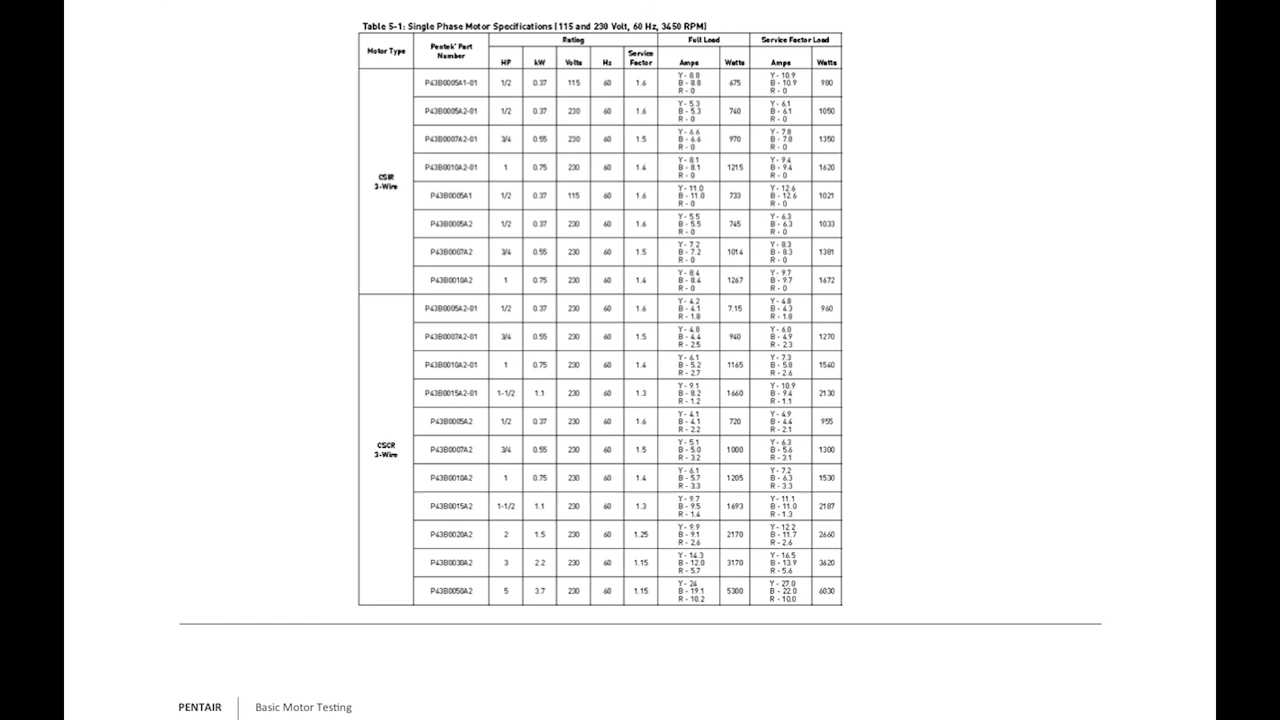 Table 5-1: Single Phase Motor Specifications (115 and 230 Volt, 60 Hz, 3450 RPM)
Motor Type Pentek® Part Number Rating Full Load Service Factor Load
HP kW Volts Hz Service Factor Amps Watts Amps Watts
CSIR 3-Wire
P43B0005A1-01 1/2 0.37 115 60 1.6 Y - 8.8 B - 8.8 R - 0 675 Y - 10.9 B - 10.9 R - 0 980
P43B0005A2-01 1/2 0.37 230 60 1.6 Y - 5.3 B - 5.3 R - 0 740 Y - 6.1 B - 6.1 R - 0 1050
P43B0007A2-01 3/4 0.55 230 60 1.5 Y - 6.6 B - 6.6 R - 0 970 Y - 7.8 B - 7.8 R - 0 1350
P43B0010A2-01 1 0.75 230 60 1.4 Y - 8.1 B - 8.1 R - 0 1215 Y - 9.4 B - 9.4 R - 0 1620
P43B0005A1 1/2 0.37 115 60 1.6 Y - 11.0 B - 11.0 R - 0 733 Y - 12.6 B - 12.6 R - 0 1021
P43B0005A2 1/2 0.37 230 60 1.6 Y - 5.5 B - 5.5 R - 0 745 Y - 6.3 B - 6.3 R - 0 1033
P43B0007A2 3/4 0.55 230 60 1.5 Y - 7.2 B - 7.2 R - 0 1014 Y - 8.3 B - 8.3 R - 0 1381
P43B0010A2 1 0.75 230 60 1.4 Y - 8.4 B - 8.4 R - 0 1267 Y - 9.7 B - 9.7 R - 0 1672
CSCR 3-Wire
P43B0005A2-01 1/2 0.37 230 60 1.6 Y - 4.2 B - 4.1 R - 1.8 7.15 Y - 4.8 B - 4.3 R - 1.8 960
P43B0007A2-01 3/4 0.55 230 60 1.5 Y - 4.8 B - 4.4 R - 2.5 940 Y - 6.0 B - 4.9 R - 2.3 1270
P43B0010A2-01 1 0.75 230 60 1.4 Y - 6.1 B - 5.2 R - 2.7 1165 Y - 7.3 B - 5.8 R - 2.6 1540
P43B0015A2-01 1-1/2 1.1 230 60 1.3 Y - 9.1 B - 8.2 R - 1.2 1660 Y - 10.9 B - 9.4 R - 1.1 2130
P43B0005A2 1/2 0.37 230 60 1.6 Y - 4.1 B - 4.1 R - 2.2 720 Y - 4.9 B - 4.4 R - 2.1 955
P43B0007A2 3/4 0.55 230 60 1.5 Y - 5.1 B - 5.0 R - 3.2 1000 Y - 6.3 B - 5.6 R - 3.1 1300
P43B0010A2 1 0.75 230 60 1.4 Y - 6.1 B - 5.7 R - 3.3 1205 Y - 7.2 B - 6.3 R - 3.3 1530
P43B0015A2 1-1/2 1.1 230 60 1.3 Y - 9.7 B - 9.5 R - 1.4 1693 Y - 11.1 B - 11.0 R - 1.3 2187
P43B0020A2 2 1.5 230 60 1.25 Y - 9.9 B - 9.1 R - 2.6 2170 Y - 12.2 B - 11.7 R - 2.6 2660
P43B0030A2 3 2.2 230 60 1.15 Y - 14.3 B - 12.0 R - 5.7 3170 Y - 16.5 B - 13.9 R - 5.6 3620
P43B0050A2 5 3.7 230 60 1.15 Y - 24 B - 19.1 R - 10.2 5300 Y - 27.0 B - 22.0 R - 10.0 6030
PENTAIR Basic Motor Testing